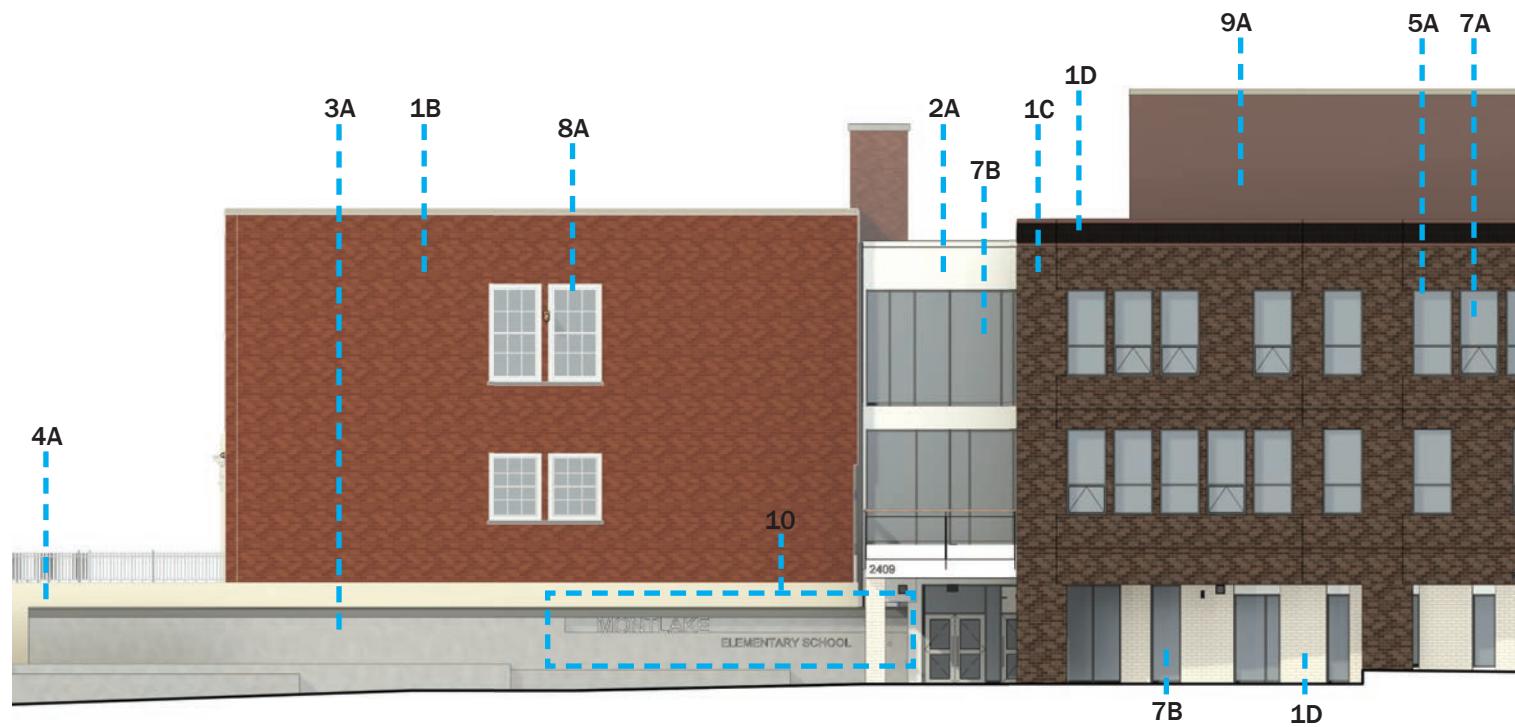 9A
5A
7A
1D
3A
1B
2A
1C
8A
7B
4A
10
2409
MONTLAKE
ELEMENTARY SCHOOL
7B
1D